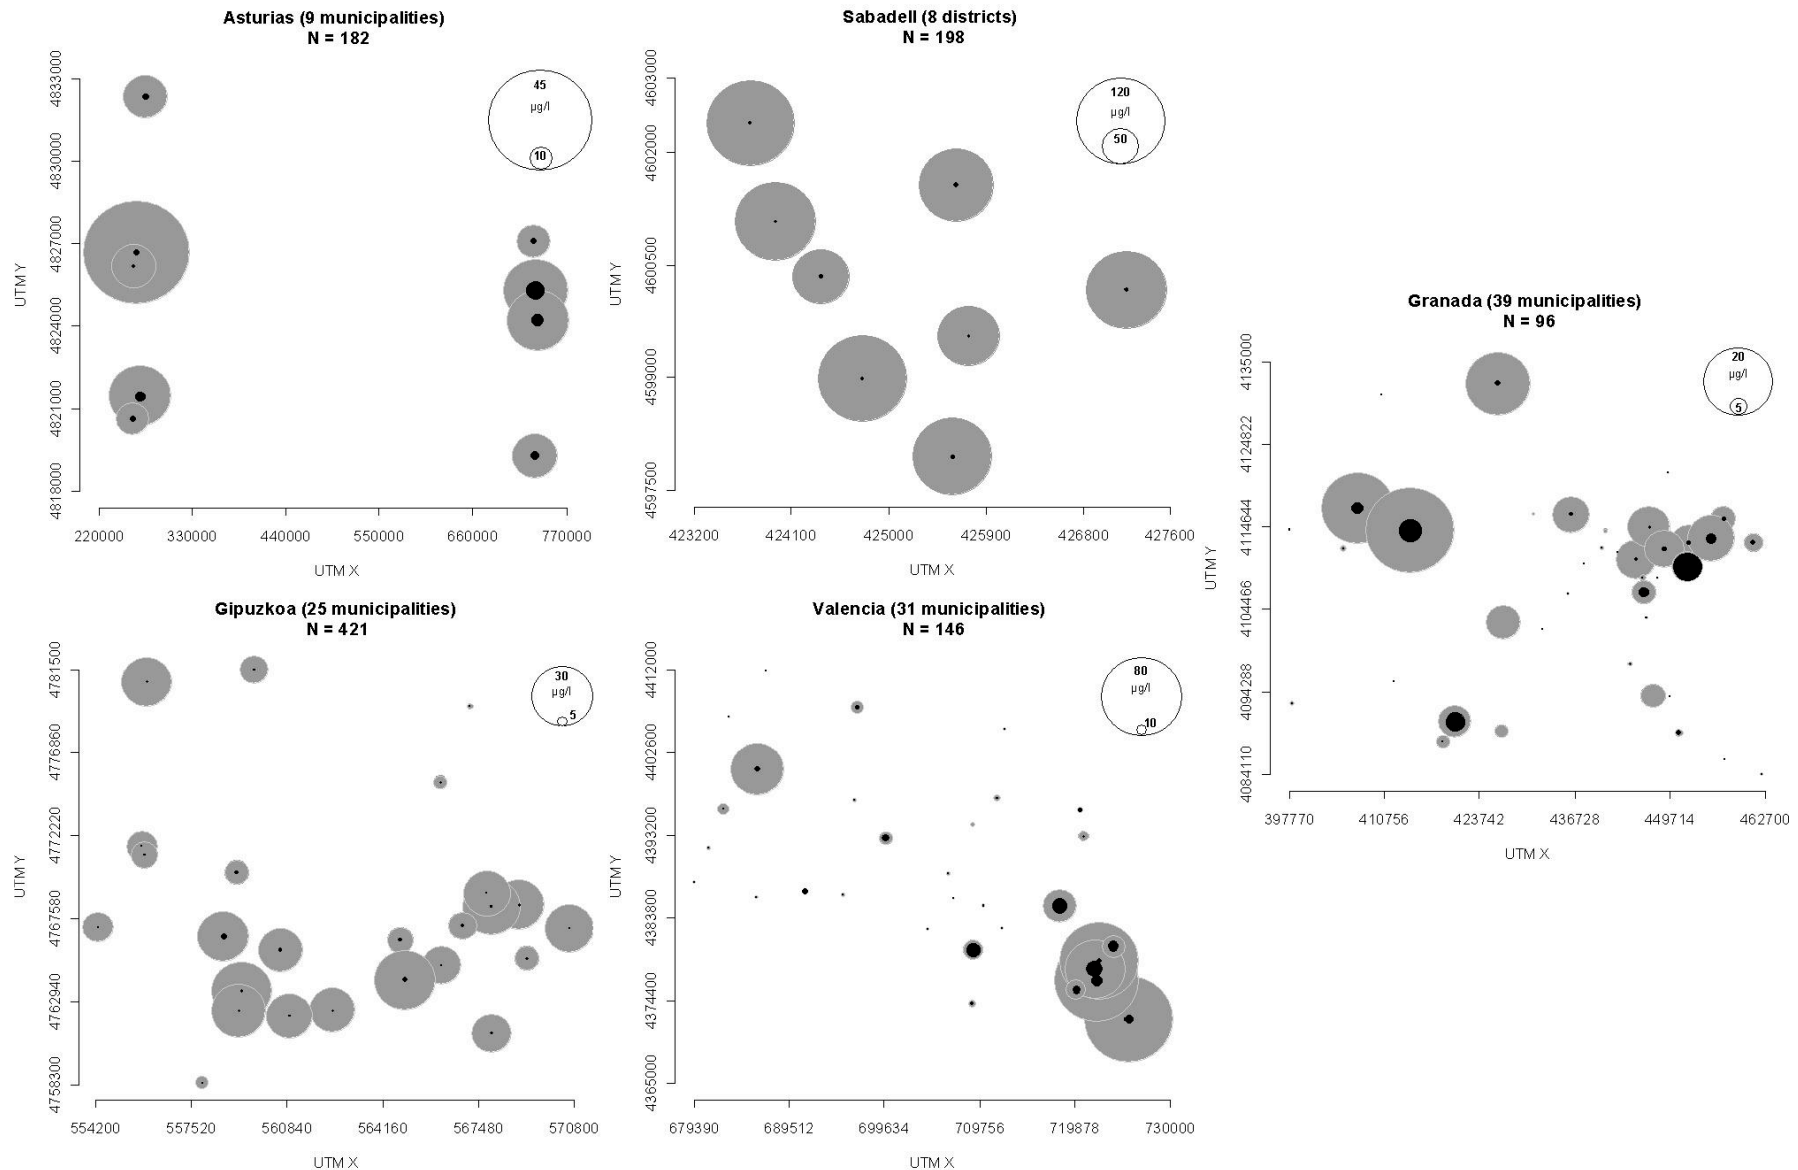 Asturias (9 municipalities)
N = 182
45
µg/l
10
UTM Y
4833000
4830000
4827000
4824000
4821000
4818000
220000 330000 440000 550000 660000 770000
UTM X
Sabadell (8 districts)
N = 198
120
µg/l
50
UTM Y
4603000
4602000
4600500
4599000
4597500
423200 424100 425000 425900 426800 427600
UTM X
Granada (39 municipalities)
N = 96
20
µg/l
5
UTM Y
4135000
4124822
4114644
4104466
4094288
4084110
397770 410756 423742 436728 449714 462700
UTM X
Gipuzkoa (25 municipalities)
N = 421
30
µg/l
5
UTM Y
4781500
4776860
4772220
4767580
4762940
4758300
554200 557520 560840 564160 567480 570800
UTM X
Valencia (31 municipalities)
N = 146
80
µg/l
10
UTM Y
4412000
4402600
4393200
4383800
4374400
4365000
679390 689512 699634 709756 719878 730000
UTM X